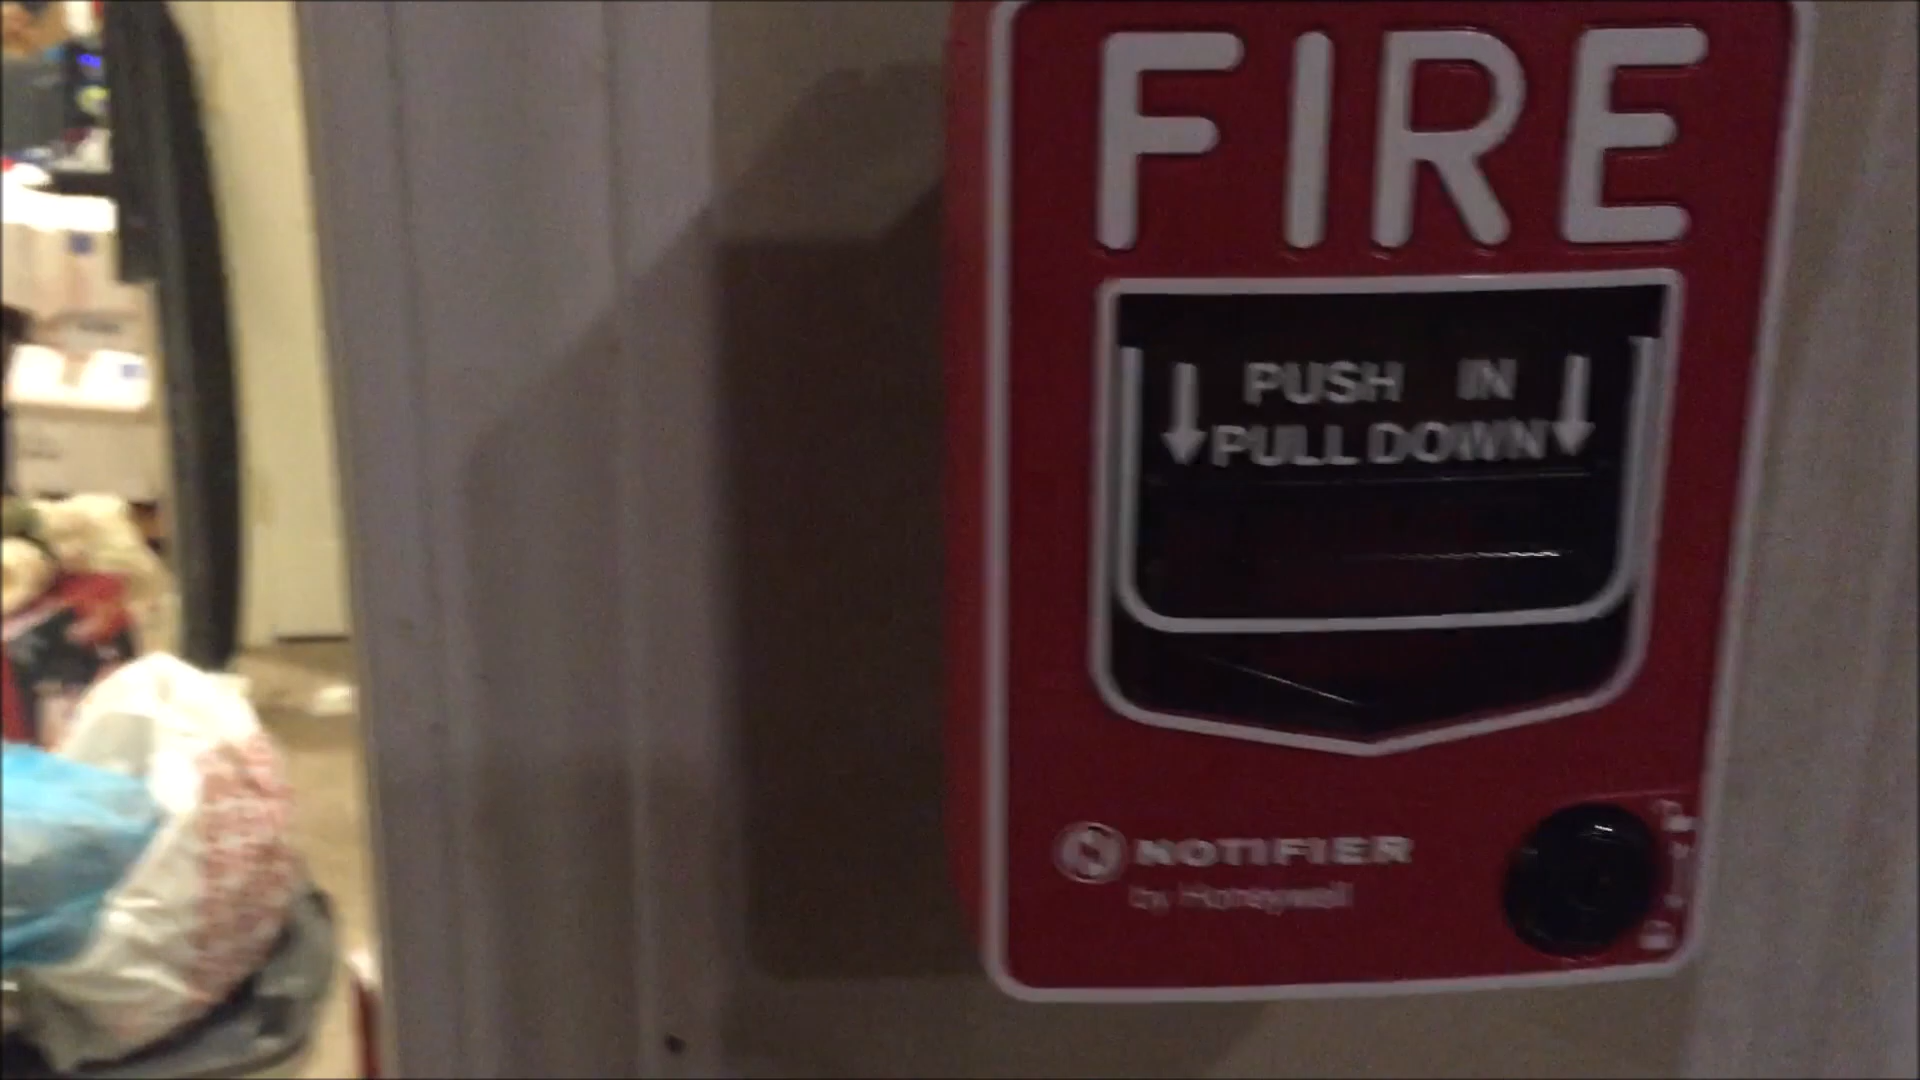 FIRE
PUSH IN
PULL DOWN
NOTIFIER
by Honeywell